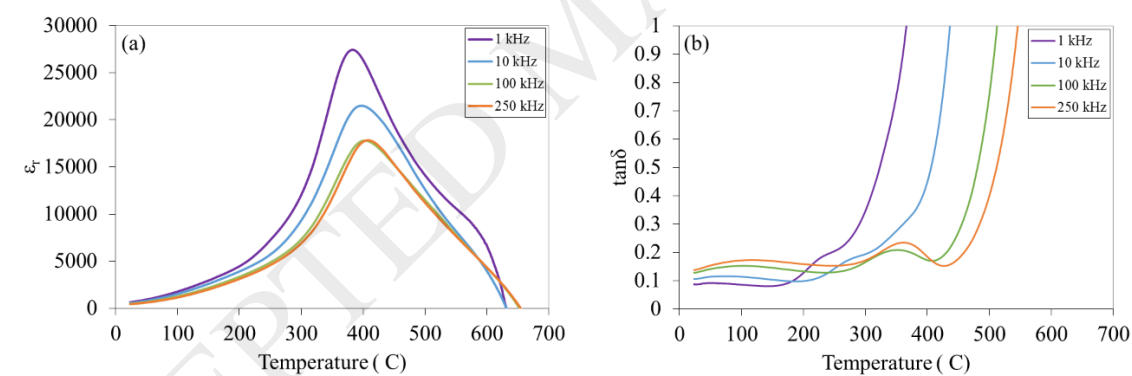 (a)
1 kHz
10 kHz
100 kHz
250 kHz
30000
25000
20000
15000
10000
5000
0
εr
0 100 200 300 400 500 600 700
Temperature ( C)
(b)
1 kHz
10 kHz
100 kHz
250 kHz
1
0.9
0.8
0.7
0.6
0.5
0.4
0.3
0.2
0.1
0
tanδ
0 100 200 300 400 500 600 700
Temperature ( C)
EPTED MA